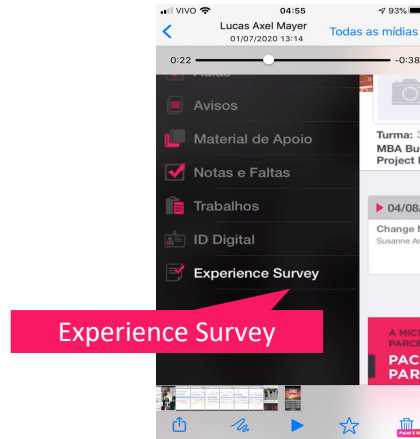 VIVO 04:55 93%
Lucas Axel Mayer
01/07/2020 13:14
Todas as mídias
0:22 -0:38
Avisos
Material de Apoio
Notas e Faltas
Trabalhos
ID Digital
Experience Survey
Turma: 3
MBA Bu
Project
04/08
Change
Susanne
Experience Survey
A MIC
PARCE
PAC
PAR